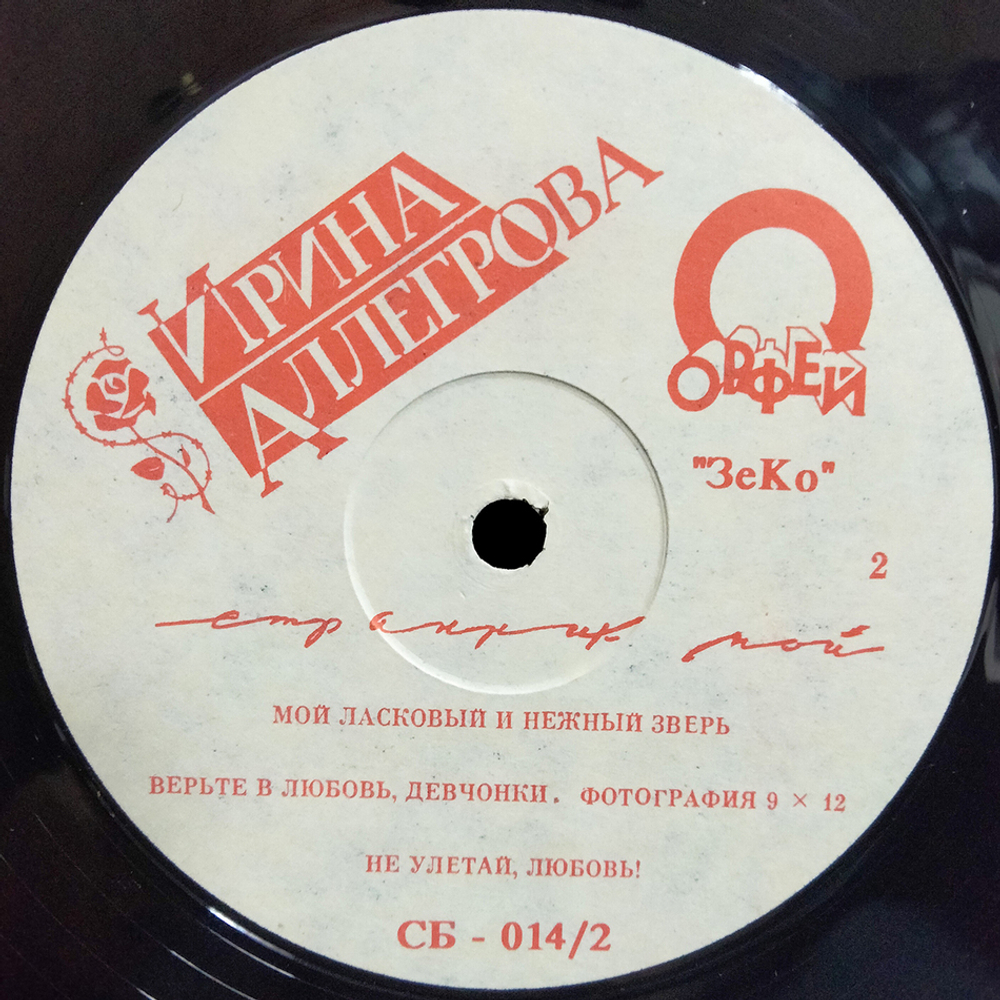 ИРИНА
АЛЛЕГРОВА
ОРФЕЙ
"ЗеКо"
2
странник мой
МОЙ ЛАСКОВЫЙ И НЕЖНЫЙ ЗВЕРЬ
ВЕРЬТЕ В ЛЮБОВЬ, ДЕВЧОНКИ. ФОТОГРАФИЯ 9 × 12
НЕ УЛЕТАЙ, ЛЮБОВЬ!
СБ - 014/2